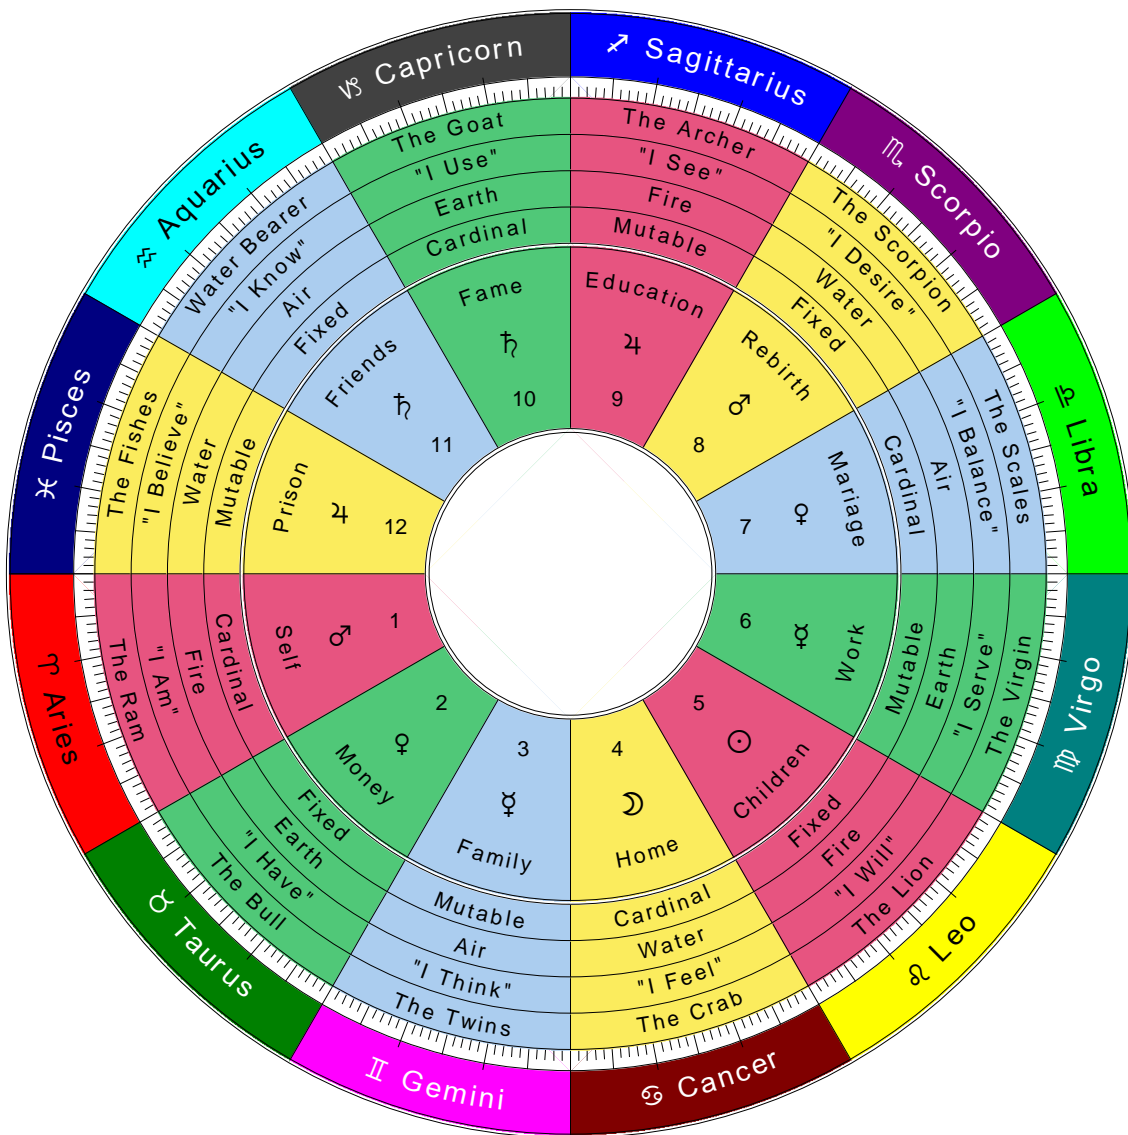 ♈ Aries
The Ram
"I Am"
Fire
Cardinal
Self
♂
1
♉ Taurus
The Bull
"I Have"
Earth
Fixed
Money
♀
2
♊ Gemini
The Twins
"I Think"
Air
Mutable
Family
☿
3
♋ Cancer
The Crab
"I Feel"
Water
Cardinal
Home
☽
4
♌ Leo
The Lion
"I Will"
Fire
Fixed
Children
☉
5
♍ Virgo
The Virgin
"I Serve"
Earth
Mutable
Work
☿
6
♎ Libra
The Scales
"I Balance"
Air
Cardinal
Mariage
♀
7
♏ Scorpio
The Scorpion
"I Desire"
Water
Fixed
Rebirth
♂
8
♐ Sagittarius
The Archer
"I See"
Fire
Mutable
Education
♃
9
♑ Capricorn
The Goat
"I Use"
Earth
Cardinal
Fame
♄
10
♒ Aquarius
Water Bearer
"I Know"
Air
Fixed
Friends
♄
11
♓ Pisces
The Fishes
"I Believe"
Water
Mutable
Prison
♃
12